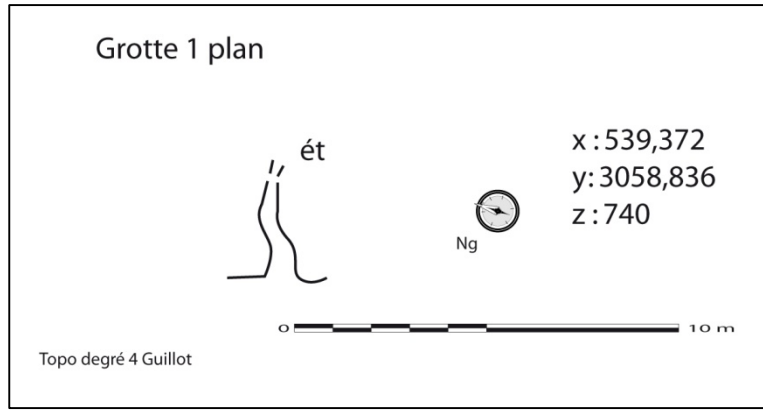 Grotte 1 plan
ét
x : 539,372
y: 3058,836
z : 740
Ng
0 10 m
Topo degré 4 Guillot